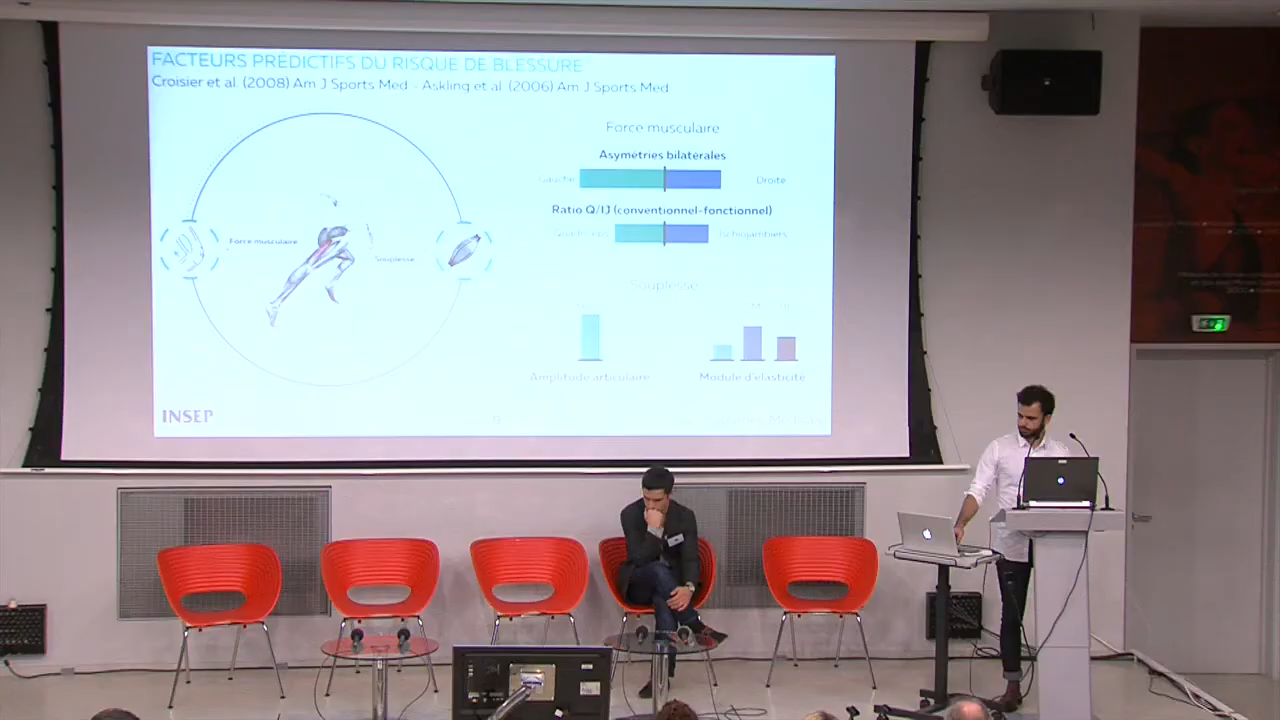 FACTEURS PRÉDICTIFS DU RISQUE DE BLESSURE
Croisier et al. (2008) Am J Sports Med - Askling et al. (2006) Am J Sports Med
Force musculaire
Asymétries bilatérales
Gauche
Droite
Ratio Q/IJ (conventionnel-fonctionnel)
Ischiojambiers
Force musculaire
Souplesse
Souplesse
Amplitude articulaire
Module d'élasticité
INSEP
9